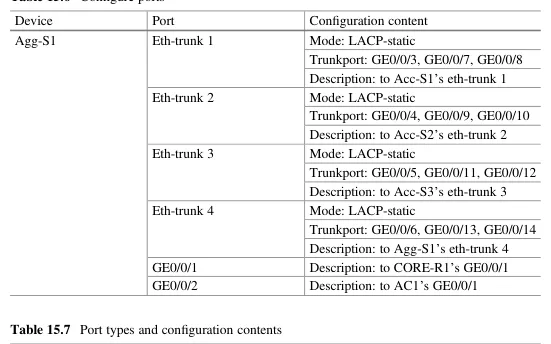 Device Port Configuration content
Agg-S1 Eth-trunk 1 Mode: LACP-static
Trunkport: GE0/0/3, GE0/0/7, GE0/0/8
Description: to Acc-S1's eth-trunk 1
Eth-trunk 2 Mode: LACP-static
Trunkport: GE0/0/4, GE0/0/9, GE0/0/10
Description: to Acc-S2's eth-trunk 2
Eth-trunk 3 Mode: LACP-static
Trunkport: GE0/0/5, GE0/0/11, GE0/0/12
Description: to Acc-S3's eth-trunk 3
Eth-trunk 4 Mode: LACP-static
Trunkport: GE0/0/6, GE0/0/13, GE0/0/14
Description: to Agg-S1's eth-trunk 4
GE0/0/1 Description: to CORE-R1's GE0/0/1
GE0/0/2 Description: to AC1's GE0/0/1
Table 15.7 Port types and configuration contents